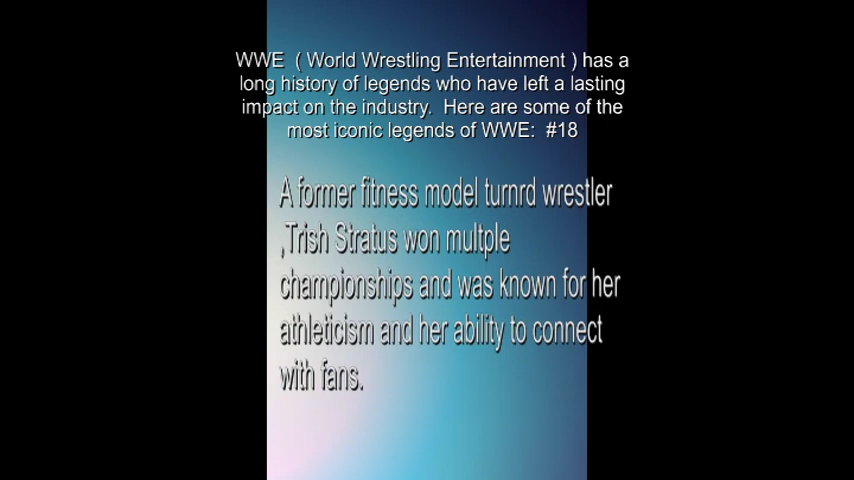 WWE ( World Wrestling Entertainment ) has a
long history of legends who have left a lasting
impact on the industry. Here are some of the
most iconic legends of WWE: #18
A former fitness model turnrd wrestler
,Trish Stratus won multple
championships and was known for her
athleticism and her ability to connect
with fans.